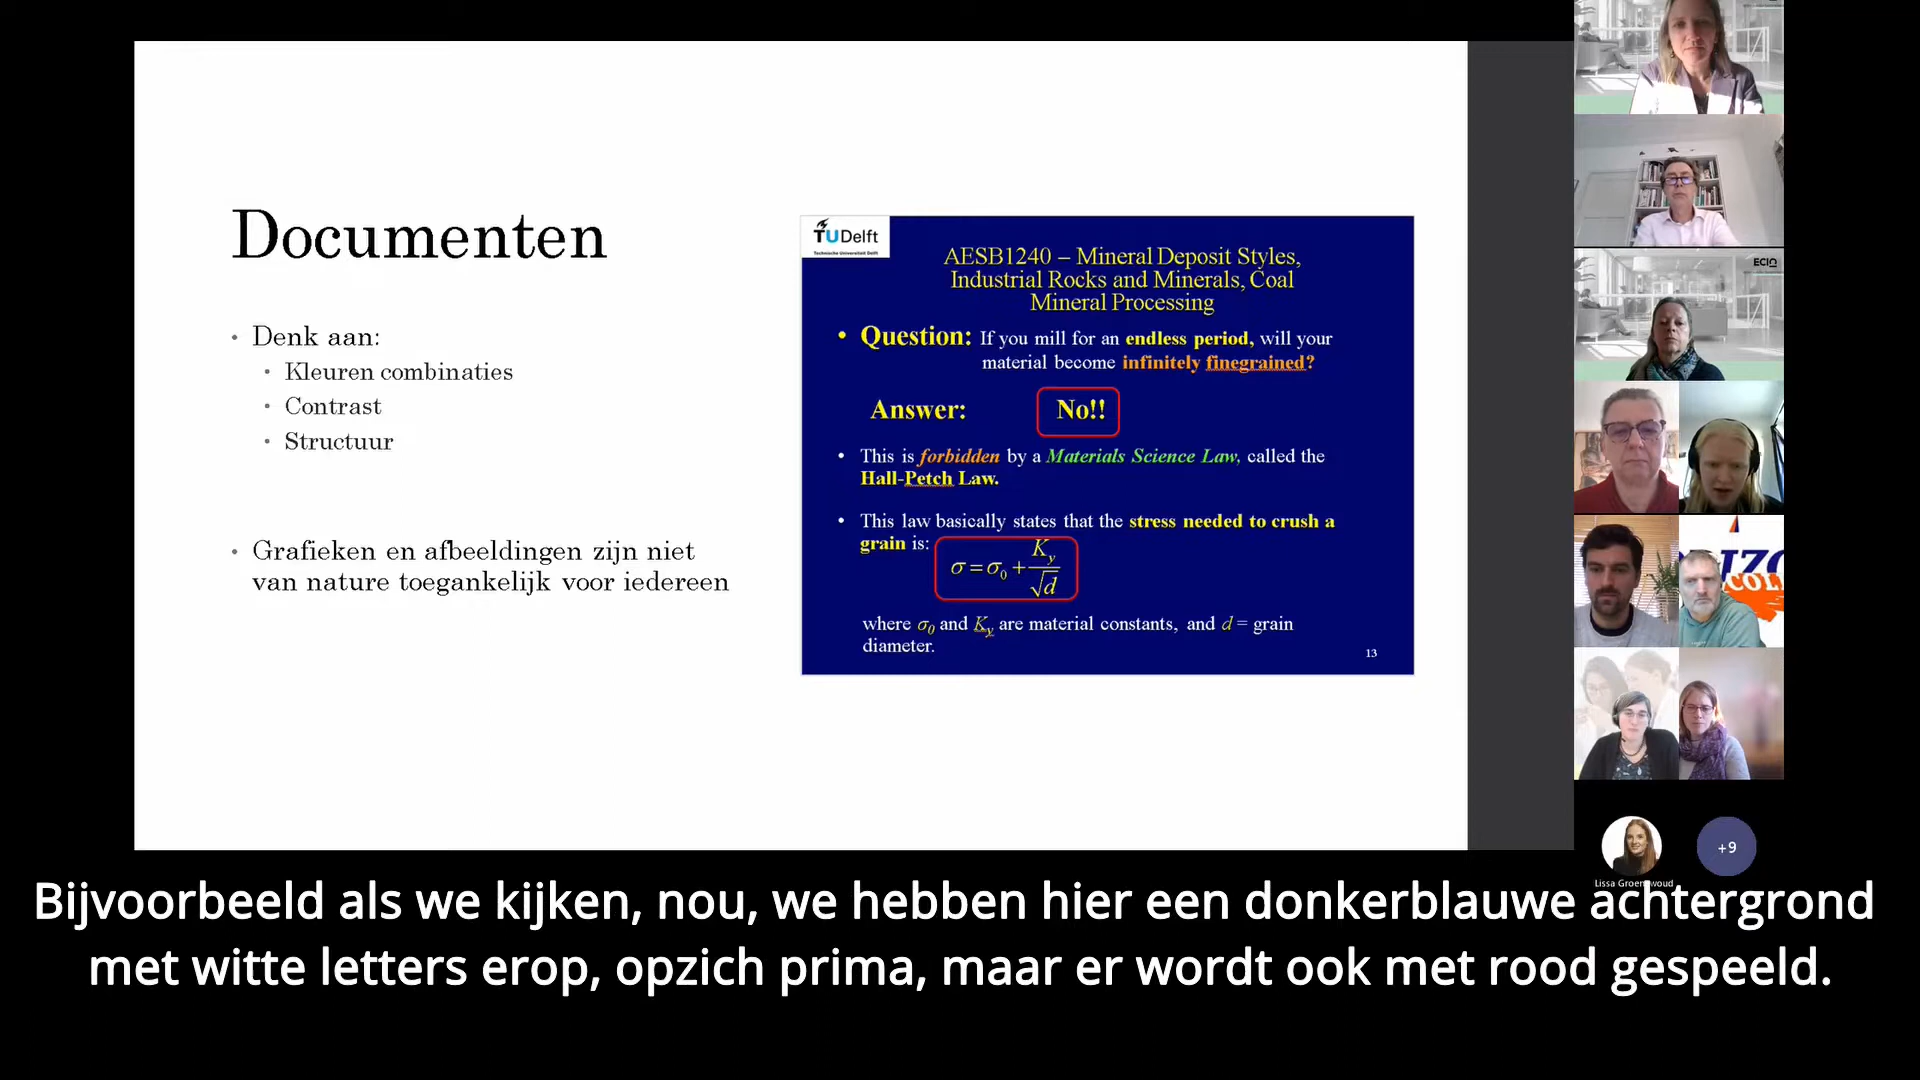 Documenten
• Denk aan:
• Kleuren combinaties
• Contrast
• Structuur
• Grafieken en afbeeldingen zijn niet
van nature toegankelijk voor iedereen
TUDelft
Technische Universiteit Delft
AESB1240 – Mineral Deposit Styles,
Industrial Rocks and Minerals, Coal
Mineral Processing
• Question: If you mill for an endless period, will your
material become infinitely finegrained?
Answer: No!!
• This is forbidden by a Materials Science Law, called the
Hall-Petch Law.
• This law basically states that the stress needed to crush a
grain is:
σ = σ₀ + K_y / √d
where σ₀ and K_y are material constants, and d = grain
diameter.
13
ECIO
+9
Bijvoorbeeld als we kijken, nou, we hebben hier een donkerblauwe achtergrond
met witte letters erop, opzich prima, maar er wordt ook met rood gespeeld.